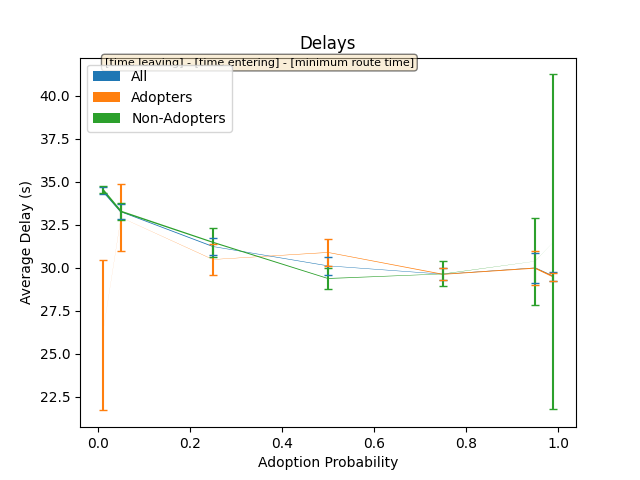 Delays
[time leaving] - [time entering] - [minimum route time]
All
Adopters
Non-Adopters
Average Delay (s)
40.0
37.5
35.0
32.5
30.0
27.5
25.0
22.5
0.0 0.2 0.4 0.6 0.8 1.0
Adoption Probability